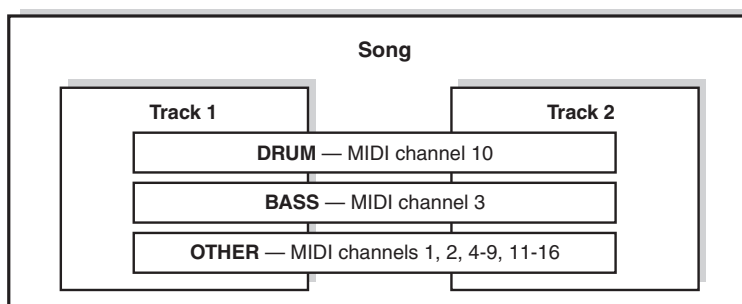 Song
Track 1
Track 2
DRUM — MIDI channel 10
BASS — MIDI channel 3
OTHER — MIDI channels 1, 2, 4-9, 11-16